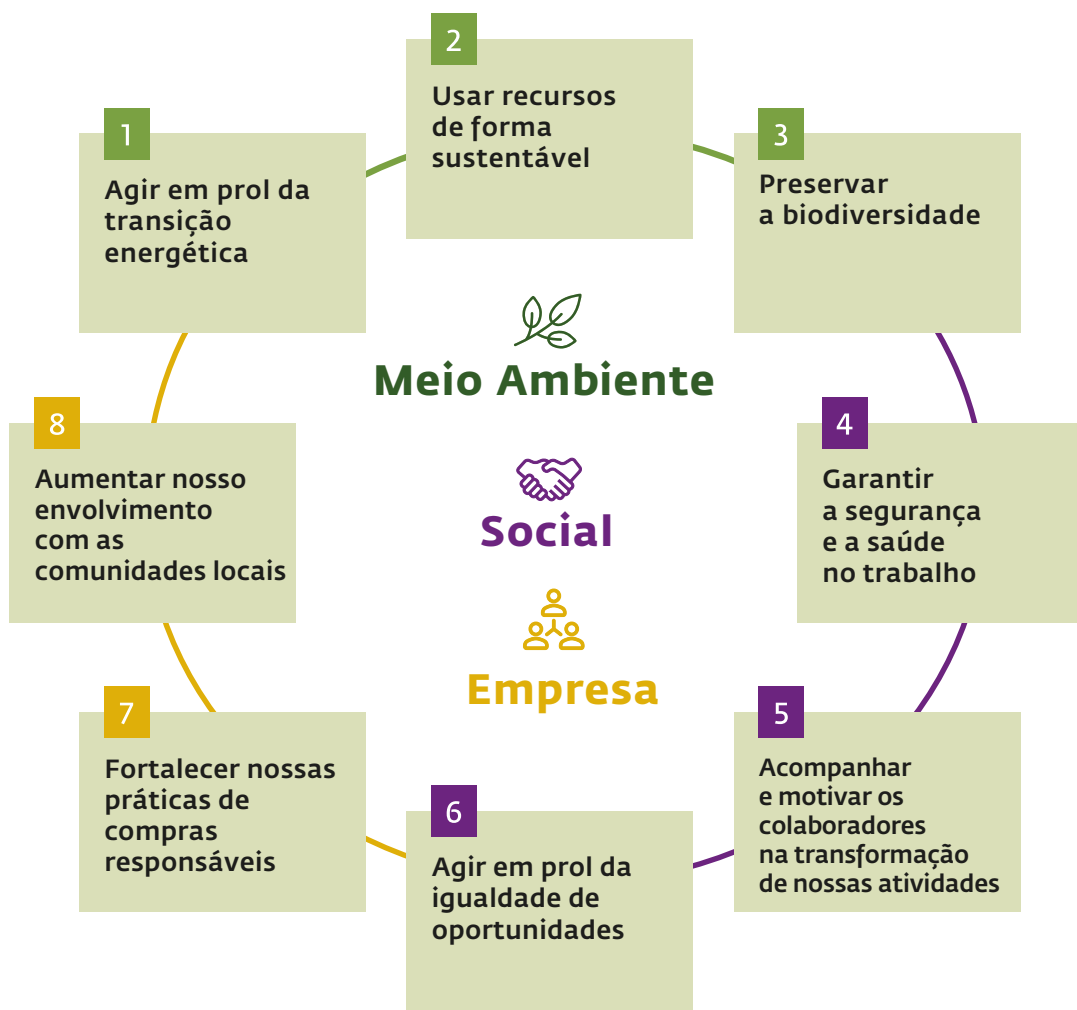 1
Agir em prol da
transição
energética
2
Usar recursos
de forma
sustentável
3
Preservar
a biodiversidade
4
Garantir
a segurança
e a saúde
no trabalho
5
Acompanhar
e motivar os
colaboradores
na transformação
de nossas atividades
6
Agir em prol da
igualdade de
oportunidades
7
Fortalecer nossas
práticas de
compras
responsáveis
8
Aumentar nosso
envolvimento
com as
comunidades locais
Meio Ambiente
Social
Empresa